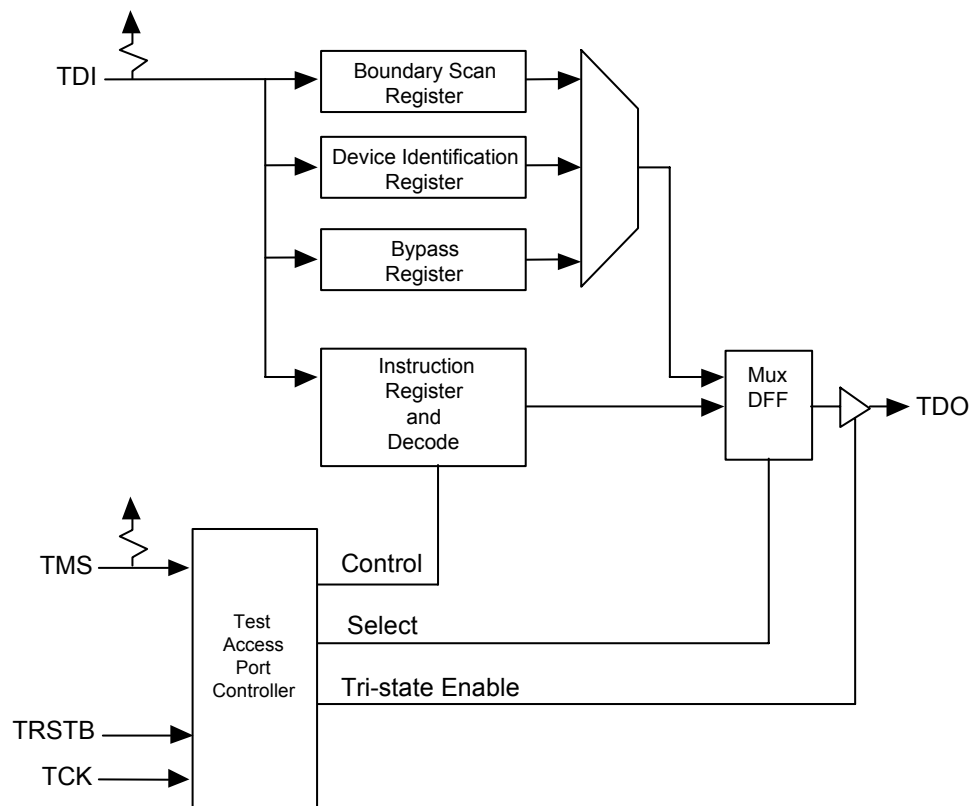 TDI
Boundary Scan
Register
Device Identification
Register
Bypass
Register
Instruction
Register
and
Decode
Mux
DFF
TDO
TMS
Control
Test
Access
Port
Controller
Select
Tri-state Enable
TRSTB
TCK